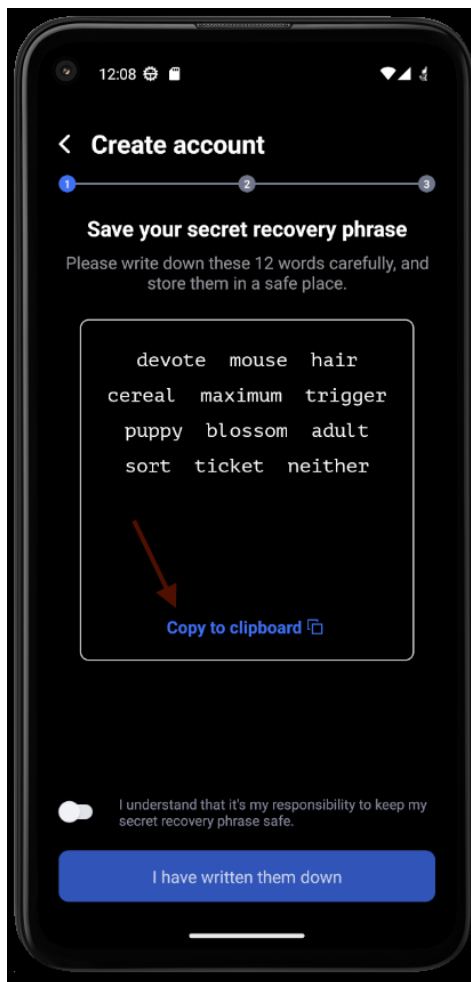 12:08
Create account
1 2 3
Save your secret recovery phrase
Please write down these 12 words carefully, and
store them in a safe place.
devote mouse hair
cereal maximum trigger
puppy blossom adult
sort ticket neither
Copy to clipboard
I understand that it's my responsibility to keep my
secret recovery phrase safe.
I have written them down